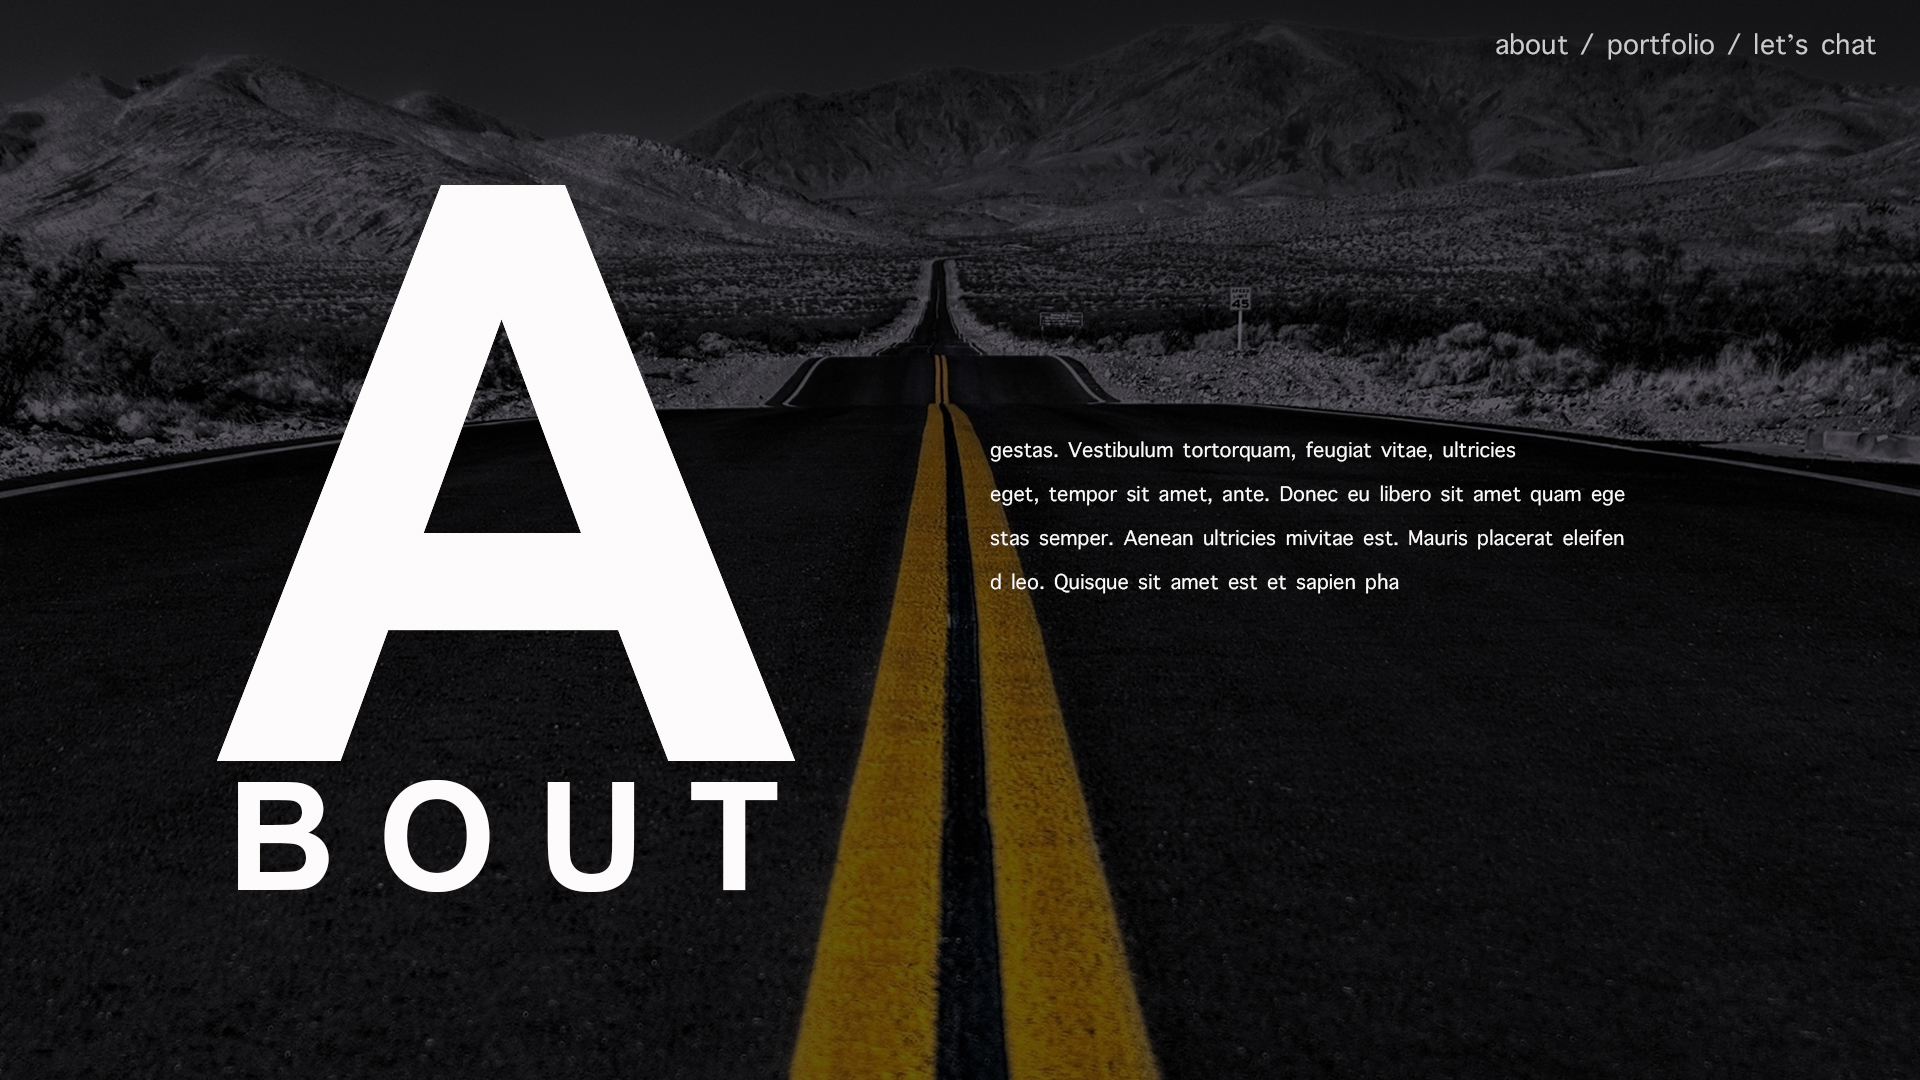 about / portfolio / let's chat
A
BOUT
gestas. Vestibulum tortorquam, feugiat vitae, ultricies
eget, tempor sit amet, ante. Donec eu libero sit amet quam ege
stas semper. Aenean ultricies mivitae est. Mauris placerat eleifen
d leo. Quisque sit amet est et sapien pha
45